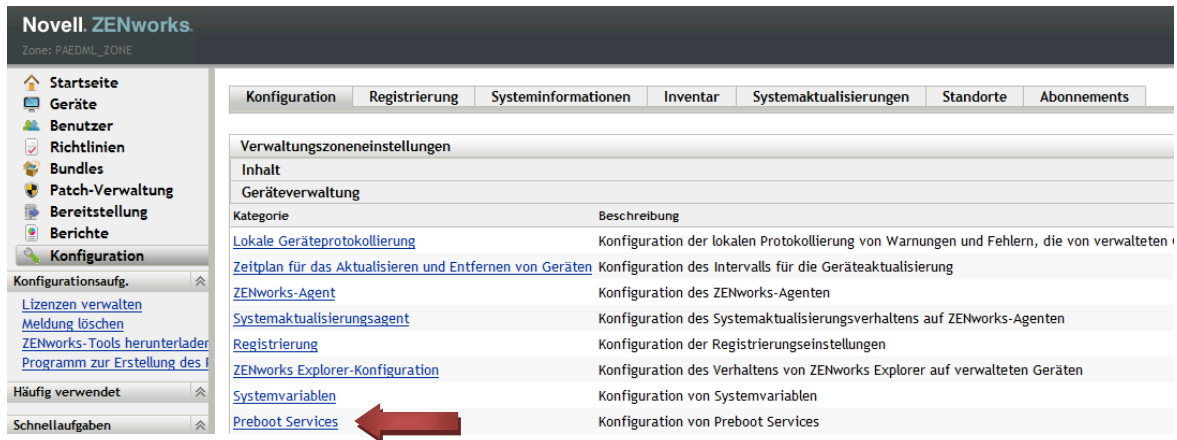 Novell. ZENworks.
Zone: PAEDML_ZONE
Startseite
Geräte
Benutzer
Richtlinien
Bundles
Patch-Verwaltung
Bereitstellung
Berichte
Konfiguration
Konfigurationsaufg.
Lizenzen verwalten
Meldung löschen
ZENworks-Tools herunterladen
Programm zur Erstellung des
Häufig verwendet
Schnellaufgaben
Konfiguration Registrierung Systeminformationen Inventar Systemaktualisierungen Standorte Abonnements
Verwaltungszoneneinstellungen
Inhalt
Geräteverwaltung
Kategorie Beschreibung
Lokale Geräteprotokollierung Konfiguration der lokalen Protokollierung von Warnungen und Fehlern, die von verwalteten
Zeitplan für das Aktualisieren und Entfernen von Geräten Konfiguration des Intervalls für die Geräteaktualisierung
ZENworks-Agent Konfiguration des ZENworks-Agenten
Systemaktualisierungsagent Konfiguration des Systemaktualisierungsverhaltens auf ZENworks-Agenten
Registrierung Konfiguration der Registrierungseinstellungen
ZENworks Explorer-Konfiguration Konfiguration des Verhaltens von ZENworks Explorer auf verwalteten Geräten
Systemvariablen Konfiguration von Systemvariablen
Preboot Services Konfiguration von Preboot Services